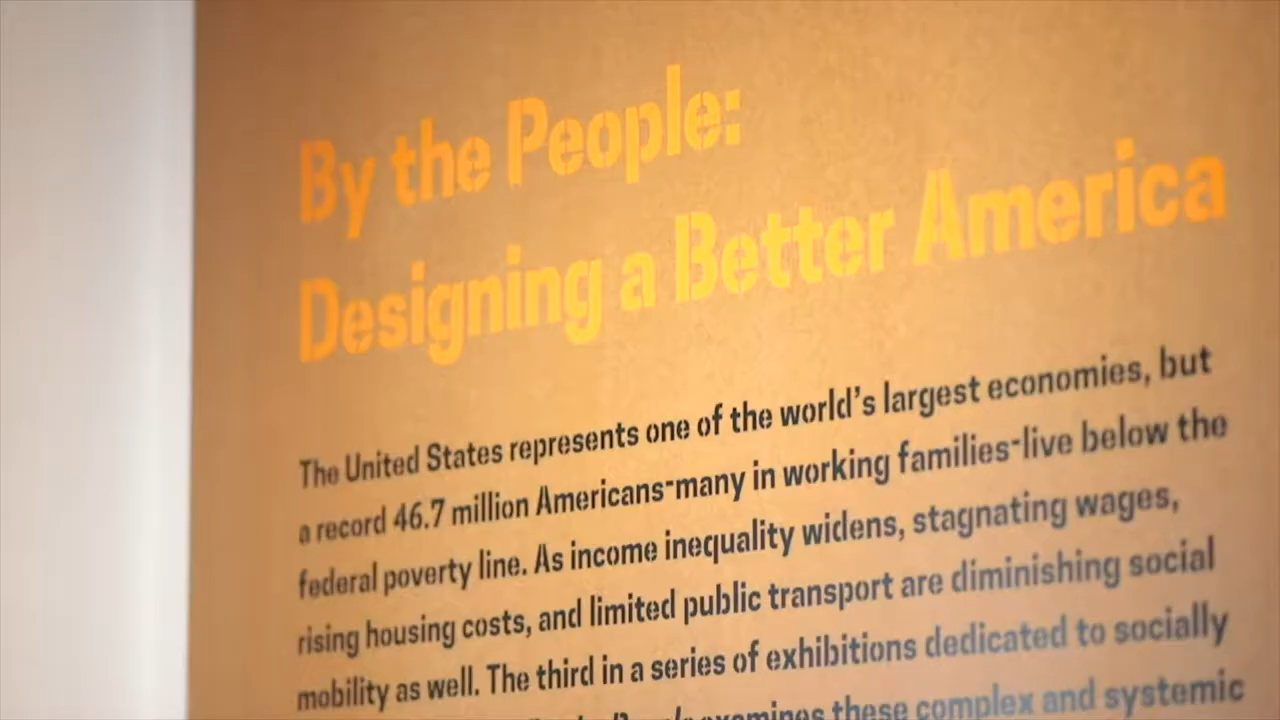 By the People:
Designing a Better America
The United States represents one of the world's largest economies, but
a record 46.7 million Americans-many in working families-live below the
federal poverty line. As income inequality widens, stagnating wages,
rising housing costs, and limited public transport are diminishing social
mobility as well. The third in a series of exhibitions dedicated to socially
examines these complex and systemic